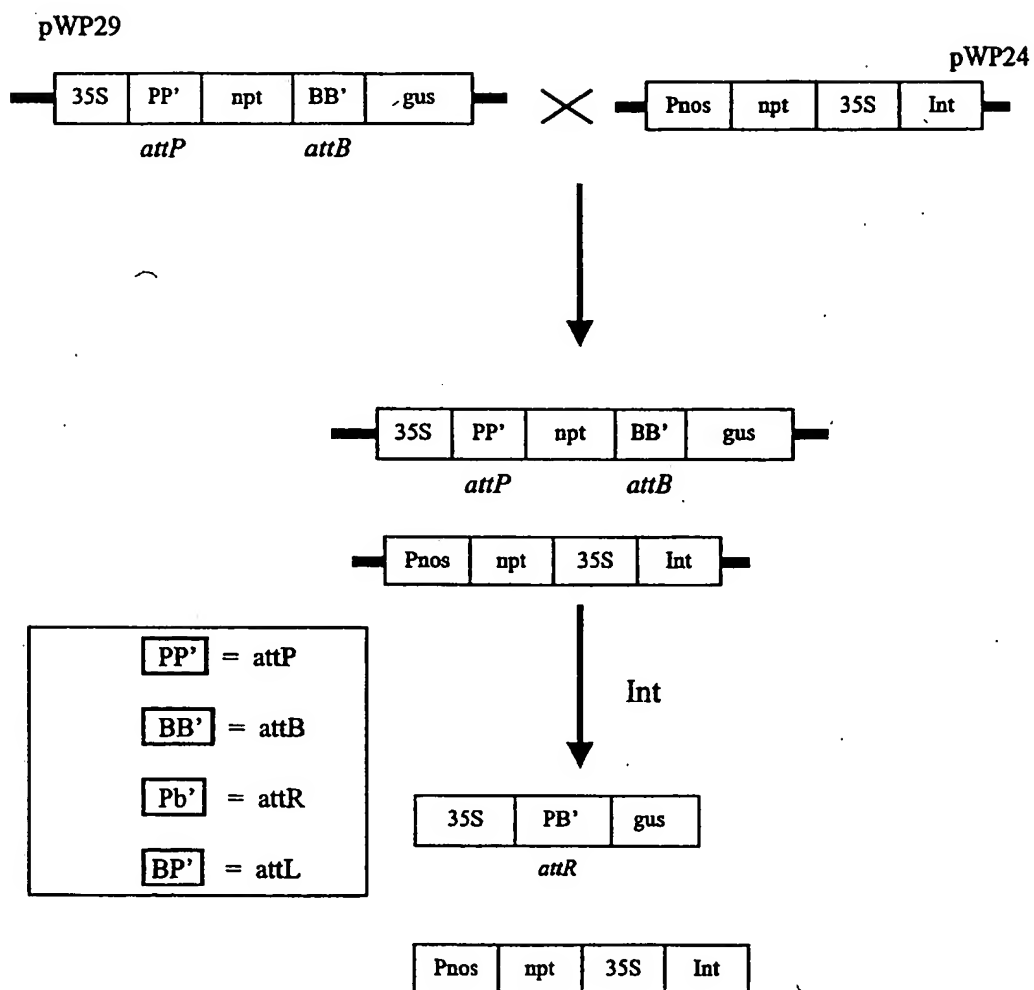 pWP29
pWP24
35S PP' npt BB' gus
Pnos npt 35S Int
attP attB
35S PP' npt BB' gus
attP attB
Pnos npt 35S Int
PP' = attP
BB' = attB
Pb' = attR
BP' = attL
Int
35S PB' gus
attR
Pnos npt 35S Int